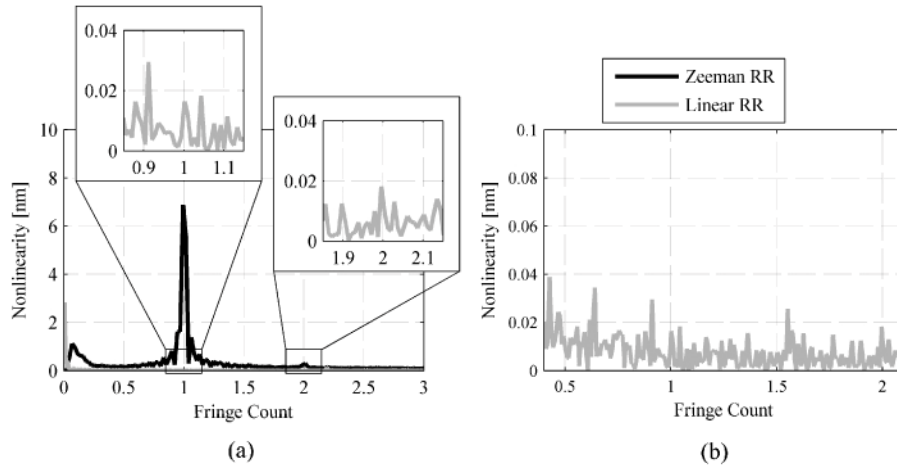 0.04
0.02
0
0.9 1 1.1
0.04
0.02
0
1.9 2 2.1
Nonlinearity [nm]
10
8
6
4
2
0
0 0.5 1 1.5 2 2.5 3
Fringe Count
(a)
Zeeman RR
Linear RR
Nonlinearity [nm]
0.1
0.08
0.06
0.04
0.02
0
0.5 1 1.5 2
Fringe Count
(b)